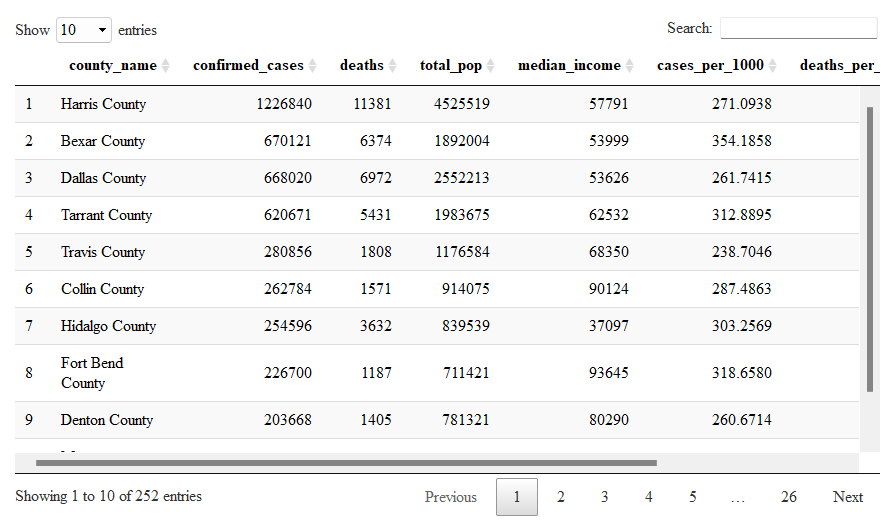 Show 10 entries Search:
county_name confirmed_cases deaths total_pop median_income cases_per_1000 deaths_per_
1 Harris County 1226840 11381 4525519 57791 271.0938
2 Bexar County 670121 6374 1892004 53999 354.1858
3 Dallas County 668020 6972 2552213 53626 261.7415
4 Tarrant County 620671 5431 1983675 62532 312.8895
5 Travis County 280856 1808 1176584 68350 238.7046
6 Collin County 262784 1571 914075 90124 287.4863
7 Hidalgo County 254596 3632 839539 37097 303.2569
8 Fort Bend County 226700 1187 711421 93645 318.6580
9 Denton County 203668 1405 781321 80290 260.6714
Showing 1 to 10 of 252 entries Previous 1 2 3 4 5 … 26 Next